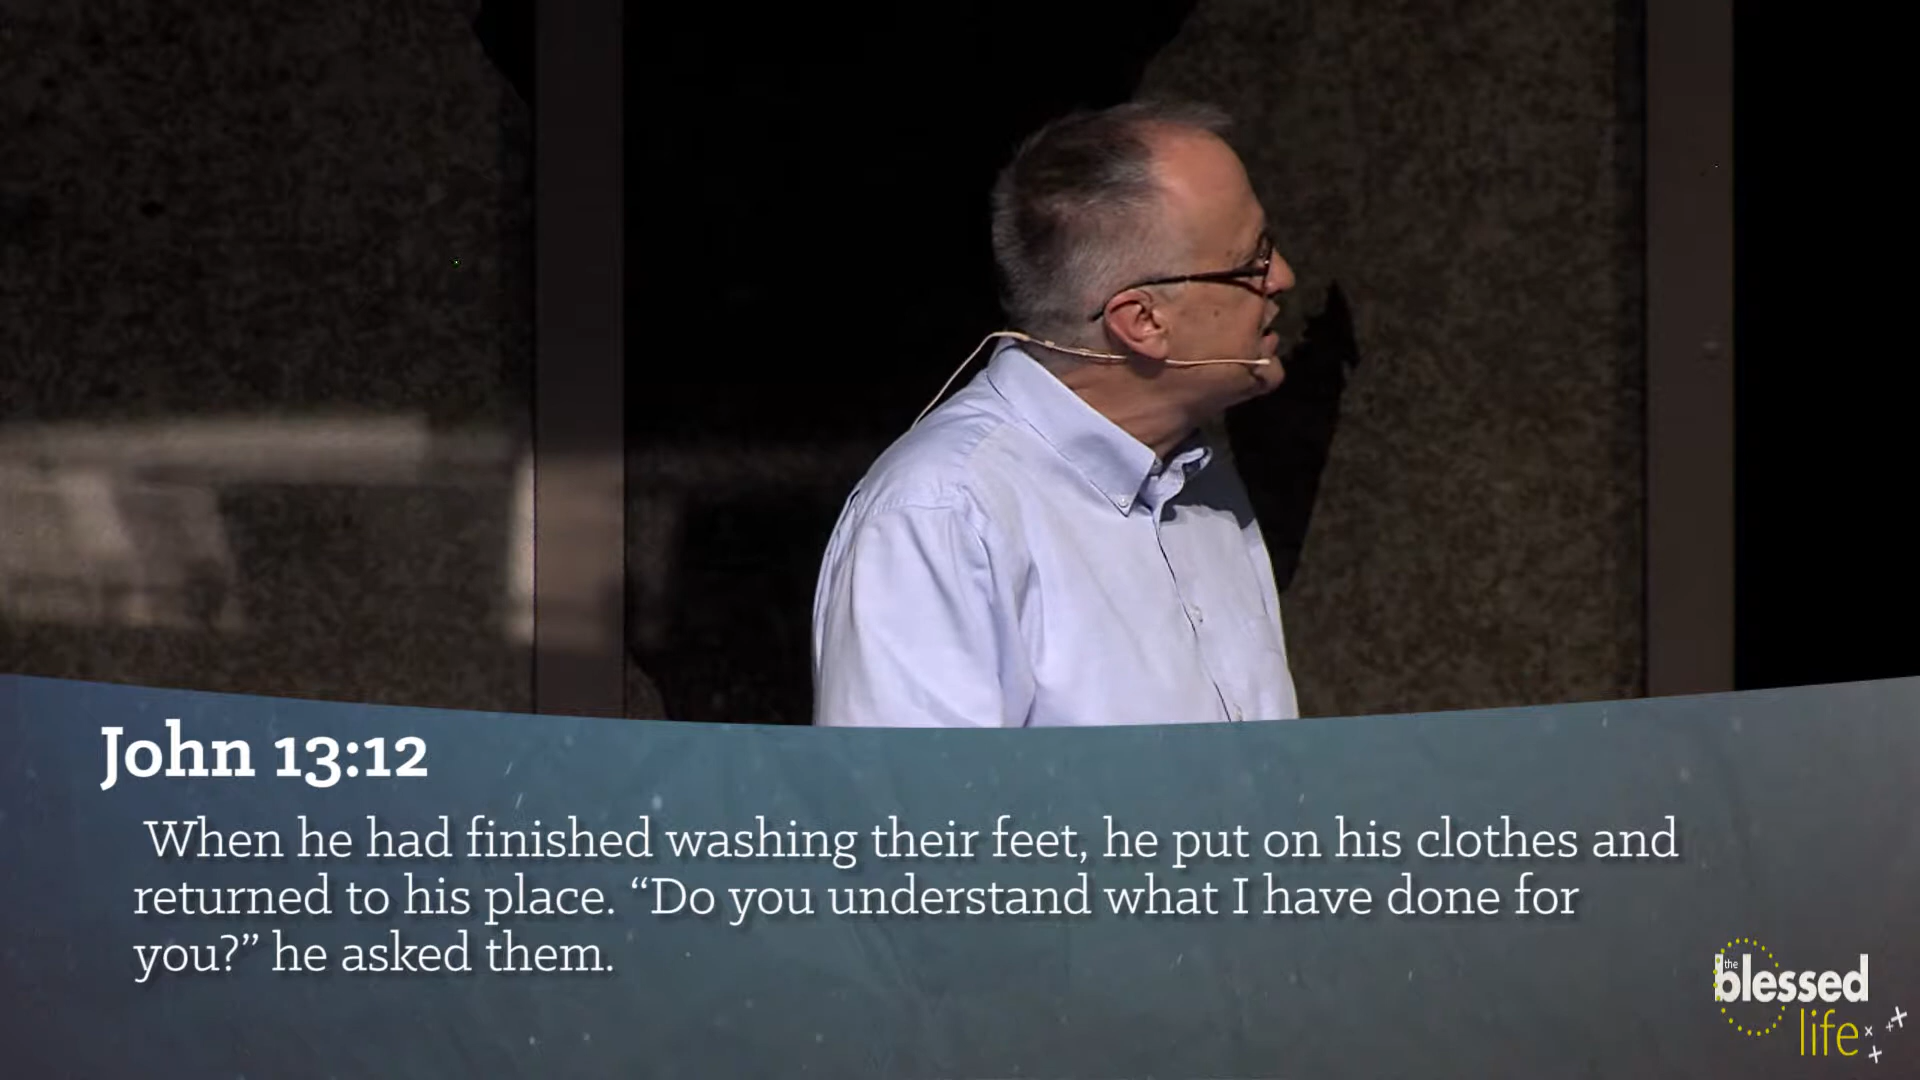 John 13:12
When he had finished washing their feet, he put on his clothes and
returned to his place. “Do you understand what I have done for
you?” he asked them.
the
blessed
life